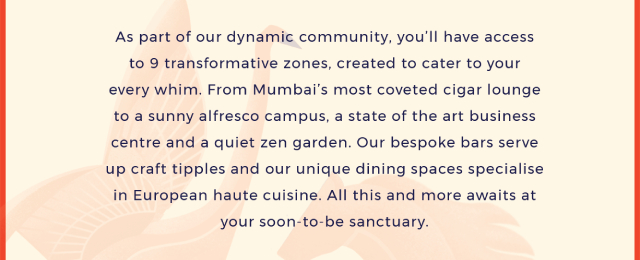 As part of our dynamic community, you’ll have access
to 9 transformative zones, created to cater to your
every whim. From Mumbai’s most coveted cigar lounge
to a sunny alfresco campus, a state of the art business
centre and a quiet zen garden. Our bespoke bars serve
up craft tipples and our unique dining spaces specialise
in European haute cuisine. All this and more awaits at
your soon-to-be sanctuary.